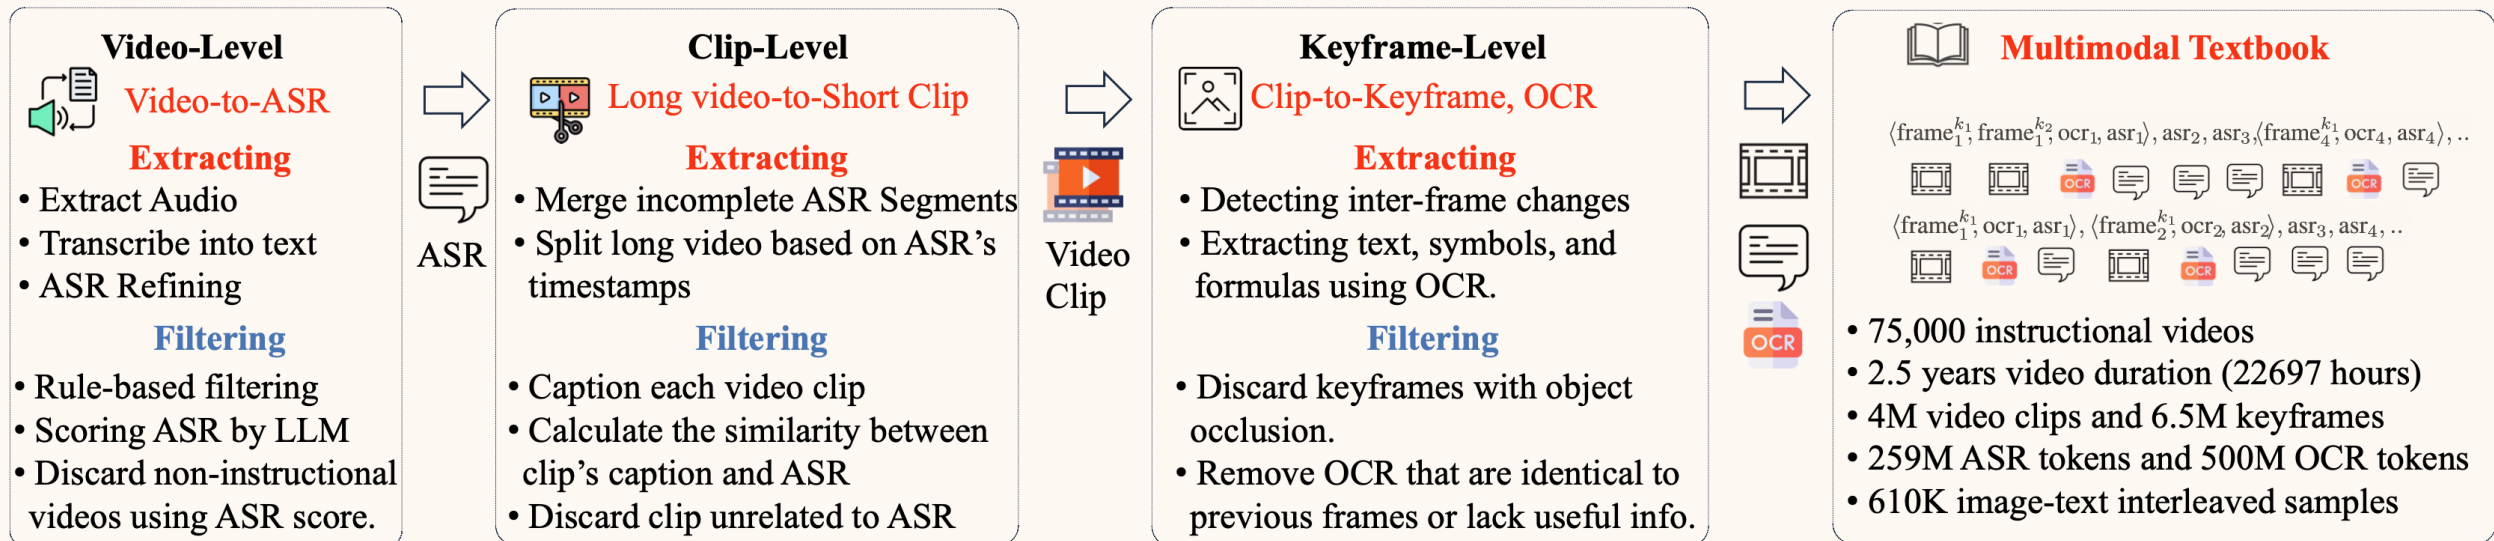 Video-Level
Video-to-ASR
Extracting
• Extract Audio
• Transcribe into text
• ASR Refining
Filtering
• Rule-based filtering
• Scoring ASR by LLM
• Discard non-instructional
videos using ASR score.
ASR
Clip-Level
Long video-to-Short Clip
Extracting
• Merge incomplete ASR Segments
• Split long video based on ASR’s
timestamps
Filtering
• Caption each video clip
• Calculate the similarity between
clip’s caption and ASR
• Discard clip unrelated to ASR
Video
Clip
Keyframe-Level
Clip-to-Keyframe, OCR
Extracting
• Detecting inter-frame changes
• Extracting text, symbols, and
formulas using OCR.
Filtering
• Discard keyframes with object
occlusion.
• Remove OCR that are identical to
previous frames or lack useful info.
OCR
Multimodal Textbook
⟨frame₁^k₁, frame₁^k₂, ocr₁, asr₁⟩, asr₂, asr₃,⟨frame₄^k₁, ocr₄, asr₄⟩, ..
OCR OCR
⟨frame₁^k₁, ocr₁, asr₁⟩, ⟨frame₂^k₁, ocr₂, asr₂⟩, asr₃, asr₄, ..
OCR OCR
• 75,000 instructional videos
• 2.5 years video duration (22697 hours)
• 4M video clips and 6.5M keyframes
• 259M ASR tokens and 500M OCR tokens
• 610K image-text interleaved samples